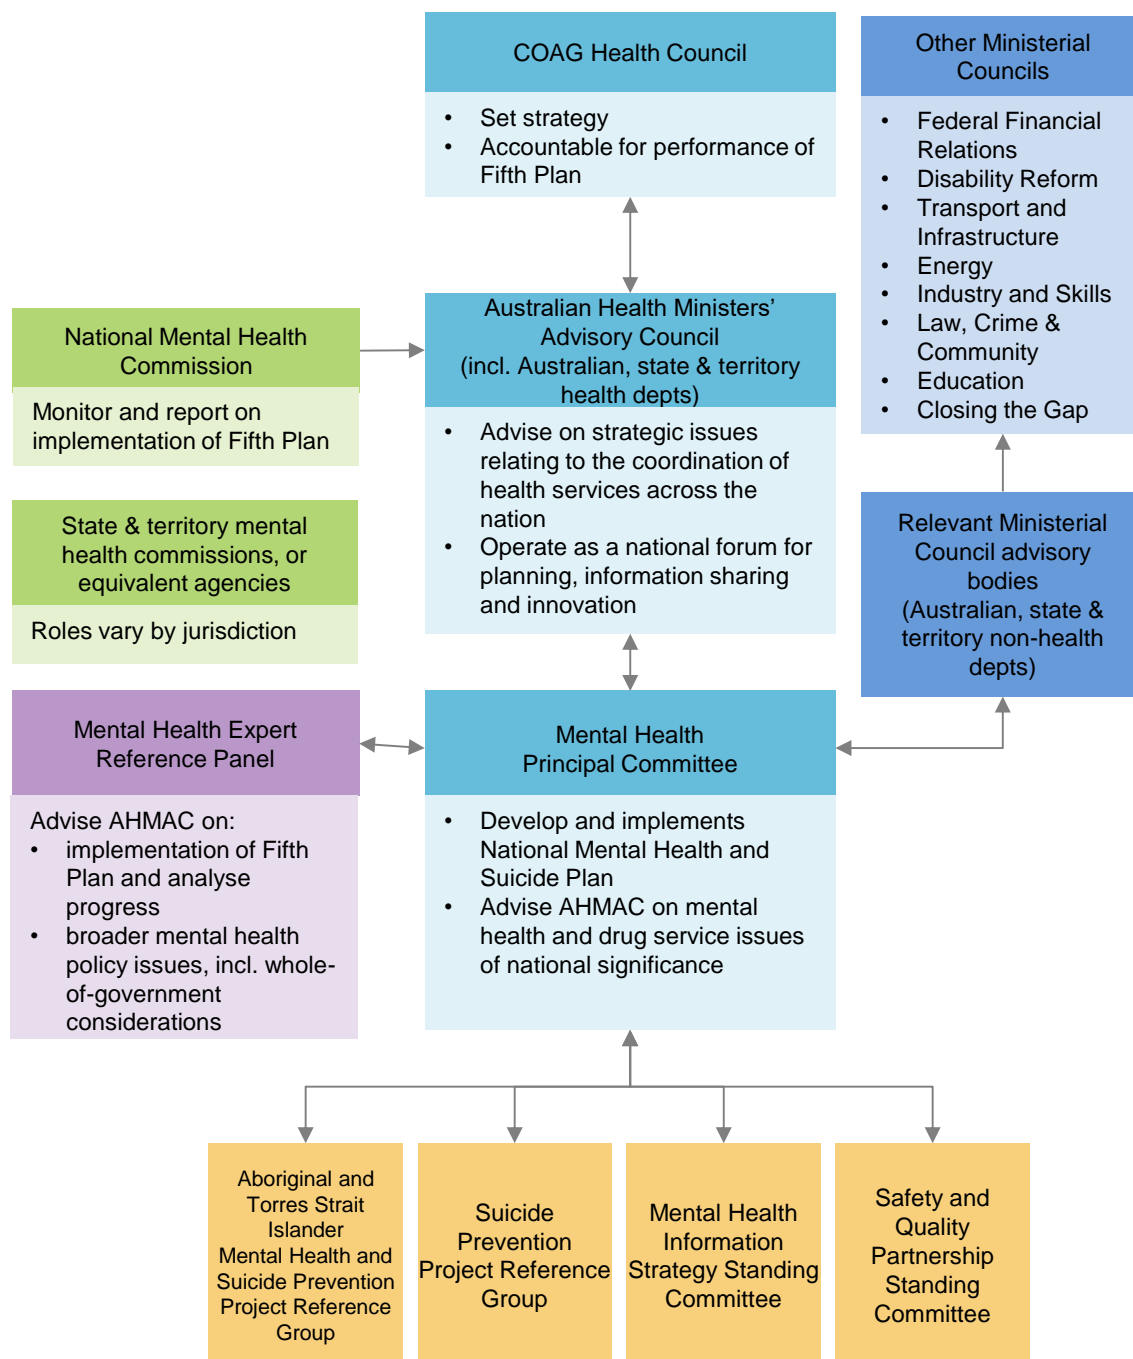 COAG Health Council
• Set strategy
• Accountable for performance of
Fifth Plan
Other Ministerial
Councils
• Federal Financial
Relations
• Disability Reform
• Transport and
Infrastructure
• Energy
• Industry and Skills
• Law, Crime &
Community
• Education
• Closing the Gap
National Mental Health
Commission
Monitor and report on
implementation of Fifth Plan
Australian Health Ministers’
Advisory Council
(incl. Australian, state & territory
health depts)
• Advise on strategic issues
relating to the coordination of
health services across the
nation
• Operate as a national forum for
planning, information sharing
and innovation
State & territory mental
health commissions, or
equivalent agencies
Roles vary by jurisdiction
Relevant Ministerial
Council advisory
bodies
(Australian, state &
territory non-health
depts)
Mental Health Expert
Reference Panel
Advise AHMAC on:
• implementation of Fifth
Plan and analyse
progress
• broader mental health
policy issues, incl. whole-
of-government
considerations
Mental Health
Principal Committee
• Develop and implements
National Mental Health and
Suicide Plan
• Advise AHMAC on mental
health and drug service issues
of national significance
Aboriginal and
Torres Strait
Islander
Mental Health and
Suicide Prevention
Project Reference
Group
Suicide
Prevention
Project Reference
Group
Mental Health
Information
Strategy Standing
Committee
Safety and
Quality
Partnership
Standing
Committee